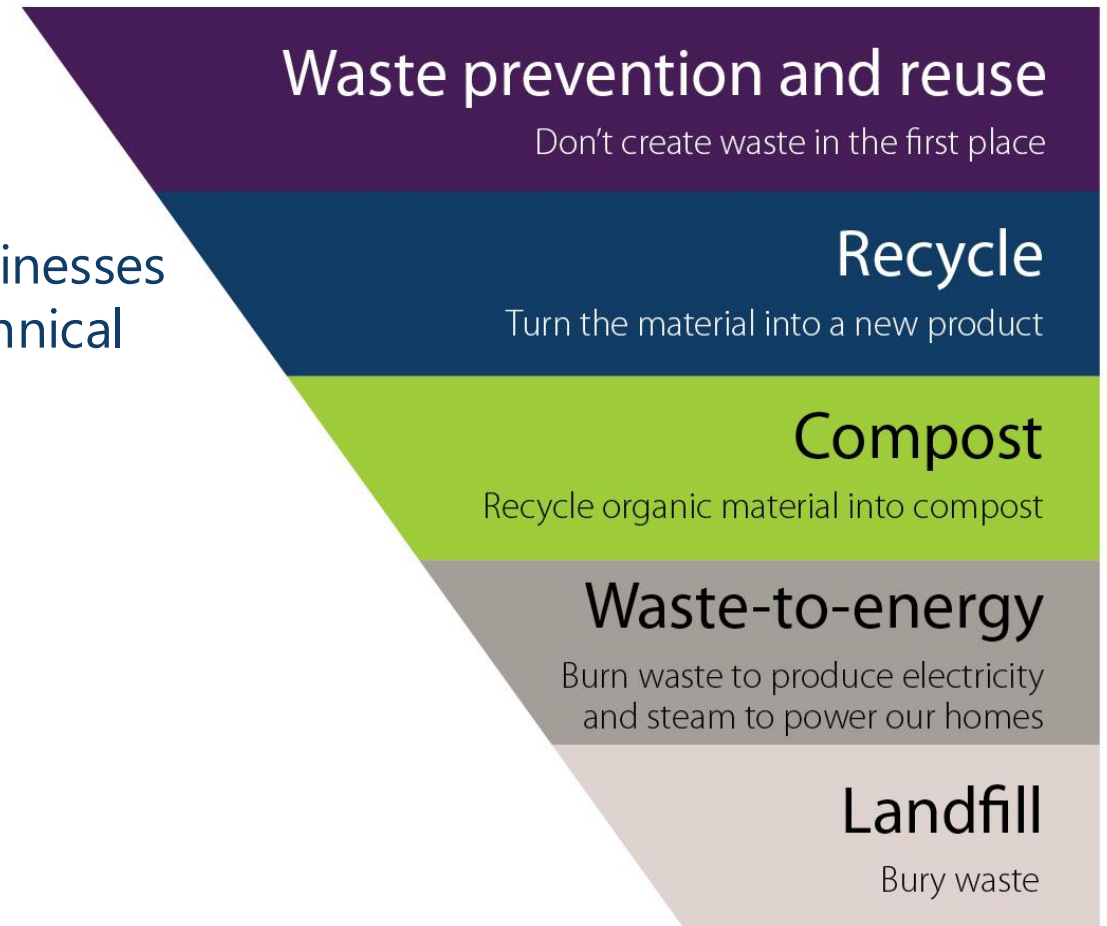 Waste prevention and reuse
Don’t create waste in the first place
Recycle
Turn the material into a new product
Compost
Recycle organic material into compost
Waste-to-energy
Burn waste to produce electricity
and steam to power our homes
Landfill
Bury waste